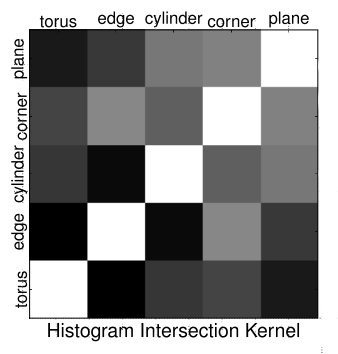 torus edge cylinder corner plane
plane
corner
cylinder
edge
torus
Histogram Intersection Kernel